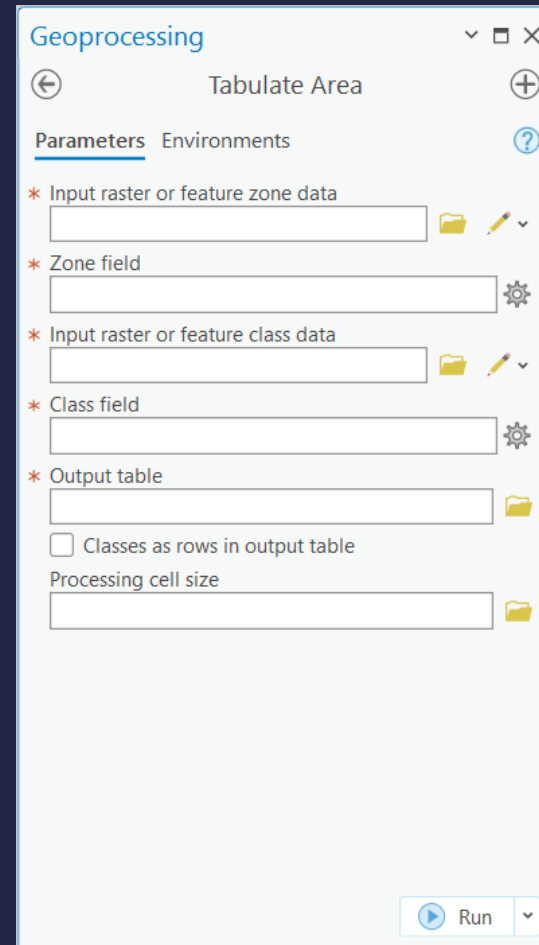 Geoprocessing
Tabulate Area
Parameters Environments
* Input raster or feature zone data
* Zone field
* Input raster or feature class data
* Class field
* Output table
Classes as rows in output table
Processing cell size
Run